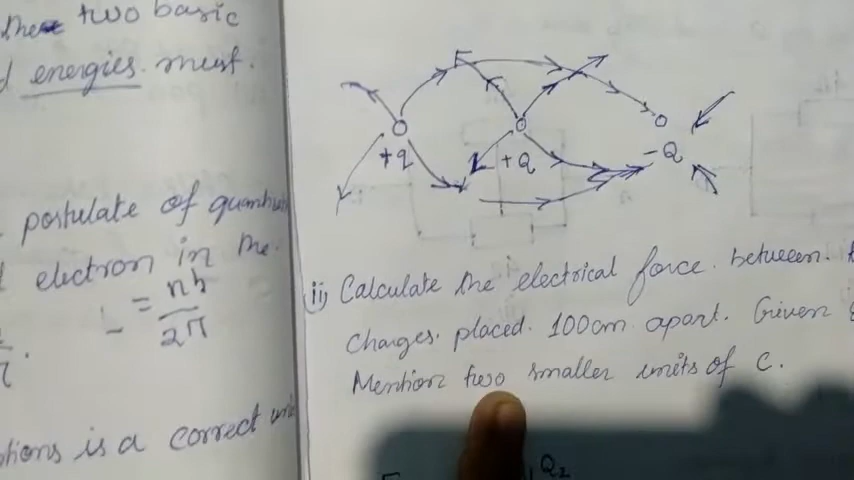 these two basic
energies must.
postulate of quantum
electron in the
= nh
2π
is a correct
+q
+Q
-Q
ii) Calculate the electrical force between
charges placed 100cm apart. Given
Mention two smaller units of C.
Q2